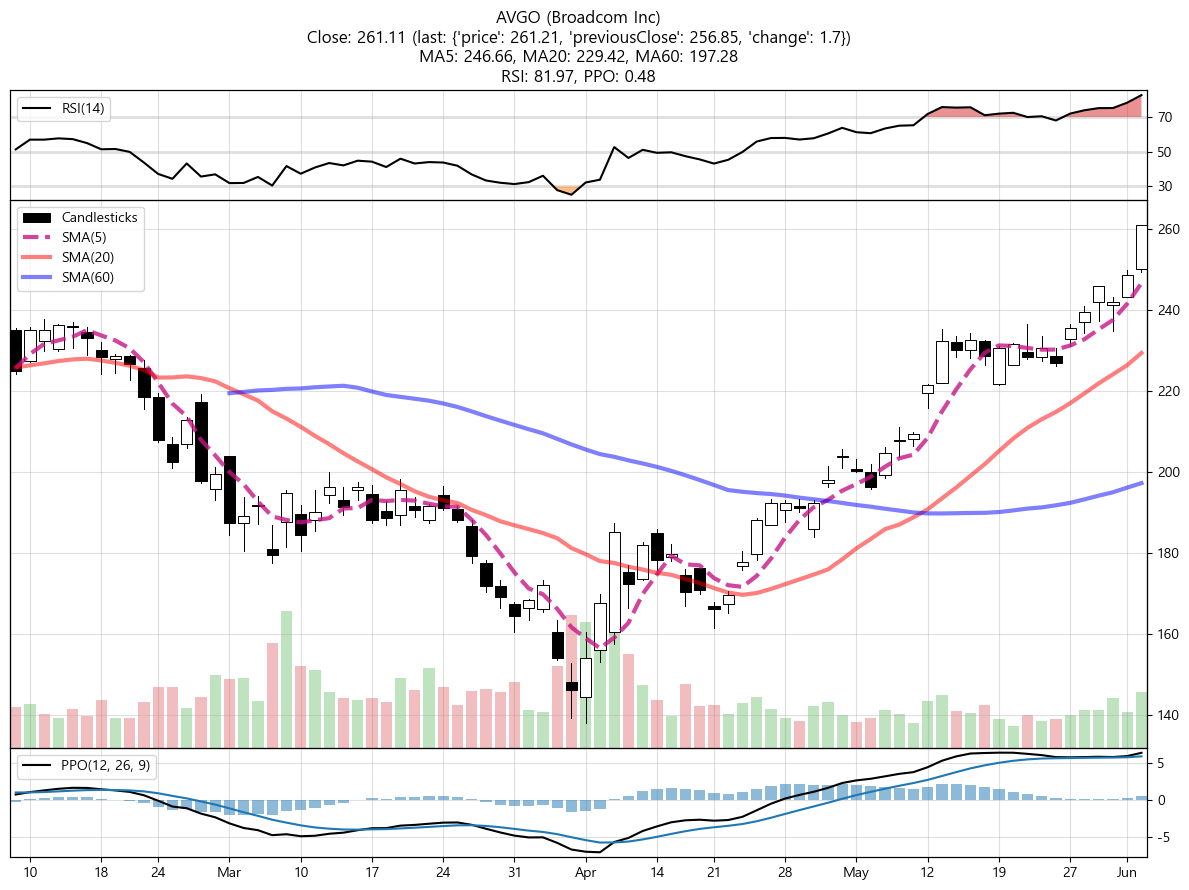 AVGO (Broadcom Inc)
Close: 261.11 (last: {'price': 261.21, 'previousClose': 256.85, 'change': 1.7})
MA5: 246.66, MA20: 229.42, MA60: 197.28
RSI: 81.97, PPO: 0.48
RSI(14)
70
50
30
Candlesticks
SMA(5)
SMA(20)
SMA(60)
260
240
220
200
180
160
140
PPO(12, 26, 9)
5
0
-5
10 18 24 Mar 10 17 24 31 Apr 14 21 28 May 12 19 27 Jun